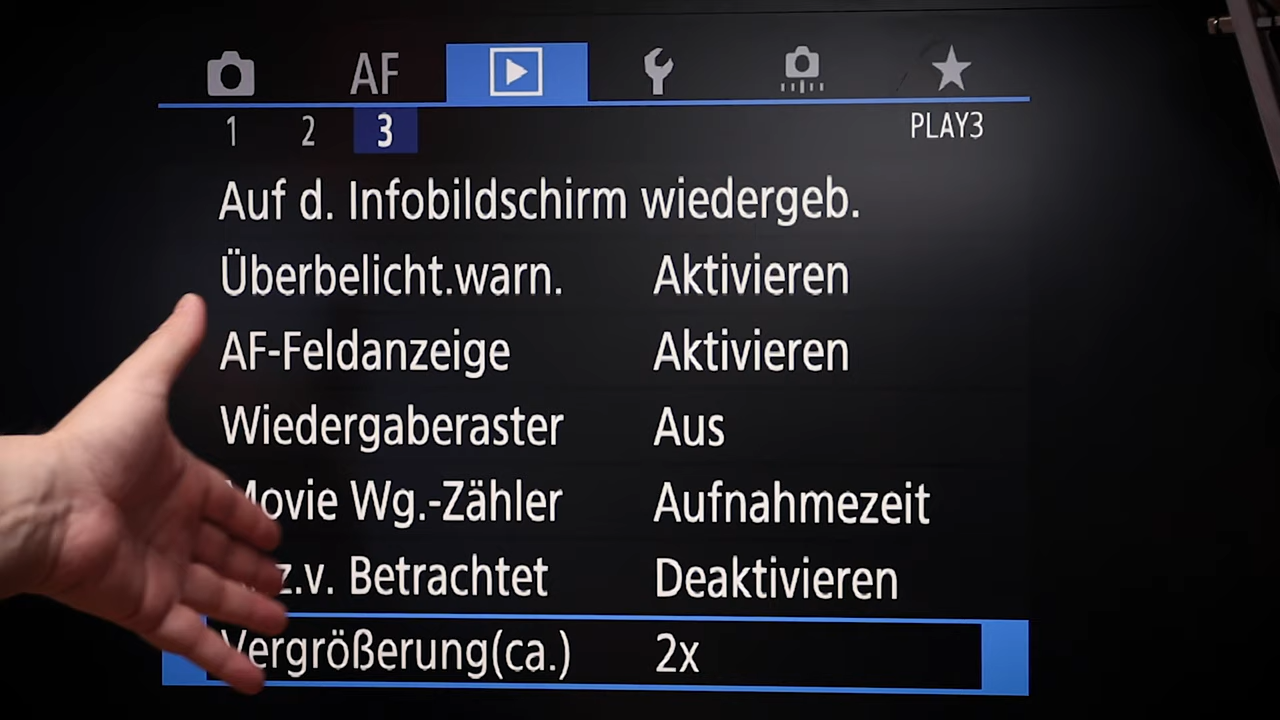 AF
1 2 3 PLAY3
Auf d. Infobildschirm wiedergeb.
Überbelicht.warn. Aktivieren
AF-Feldanzeige Aktivieren
Wiedergaberaster Aus
Movie Wg.-Zähler Aufnahmezeit
Betrachtet Deaktivieren
Vergrößerung(ca.) 2x